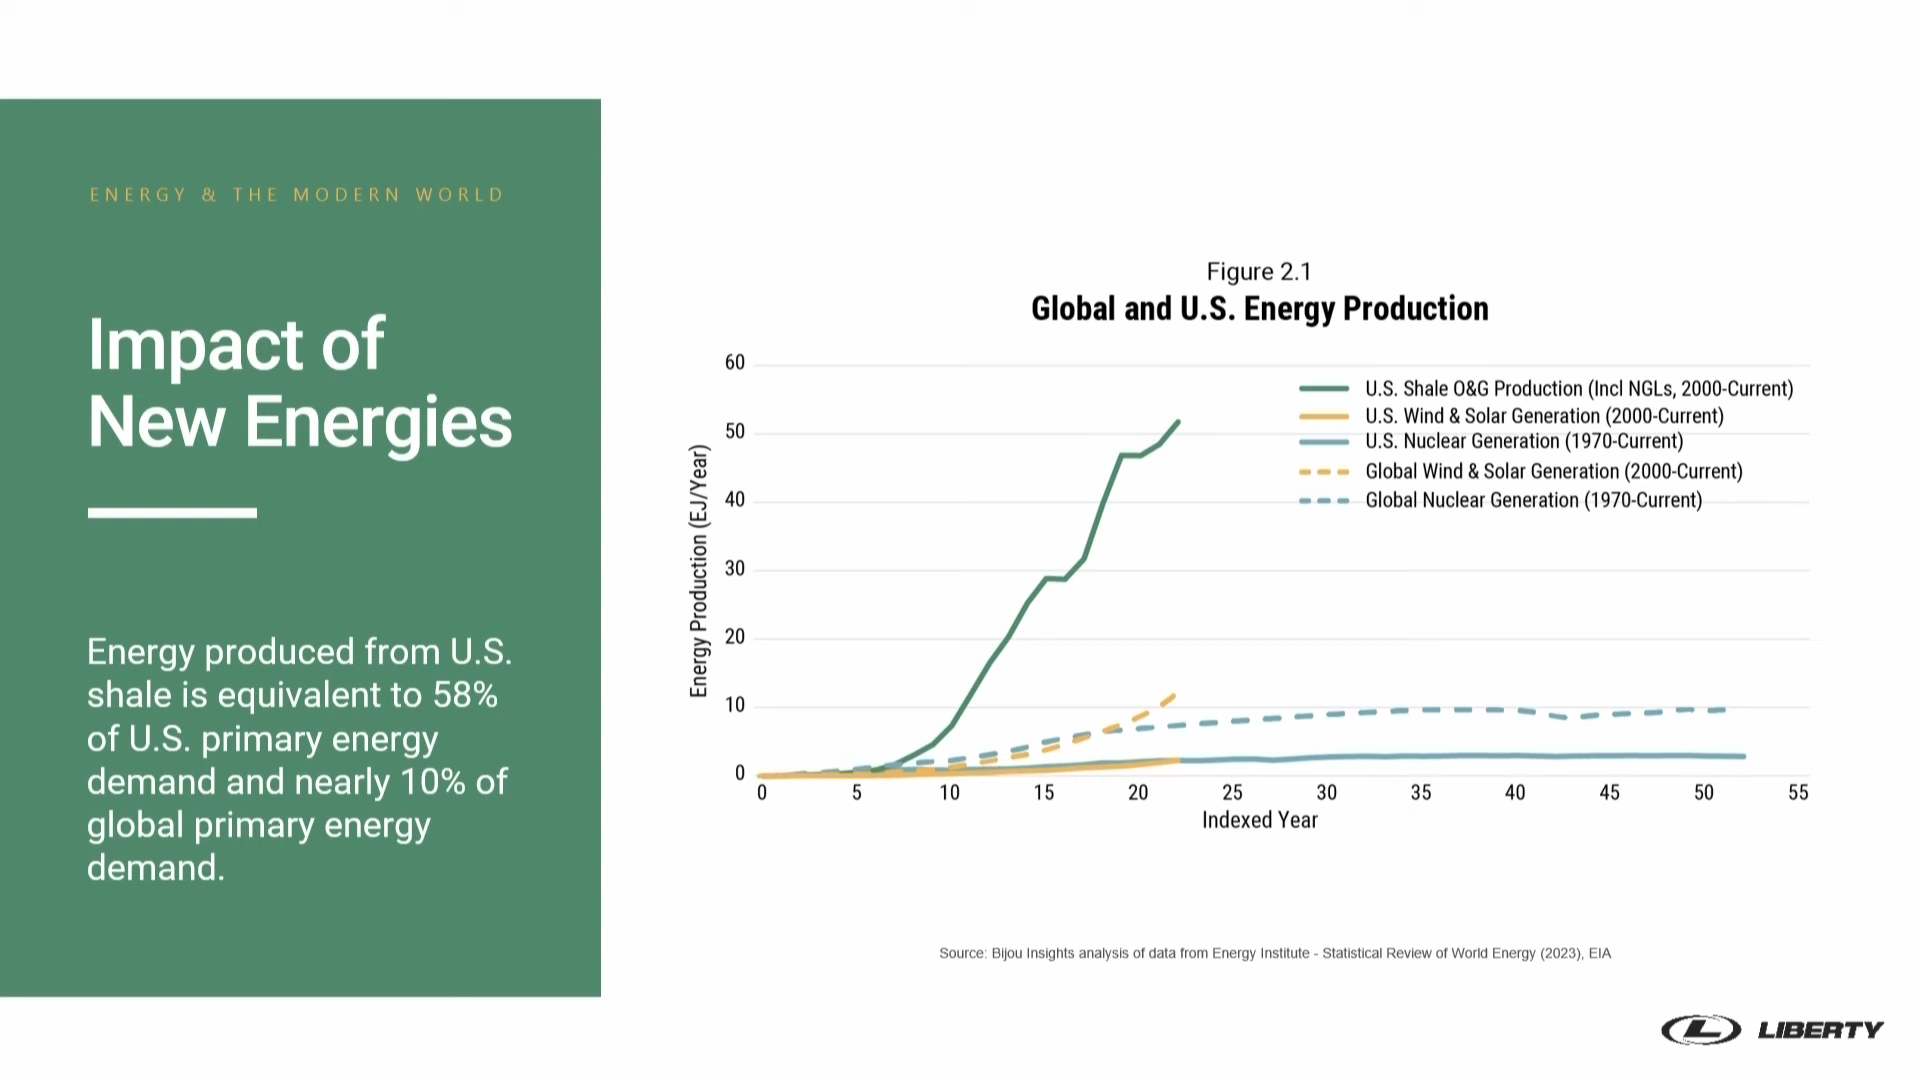 ENERGY & THE MODERN WORLD
Impact of
New Energies
Energy produced from U.S.
shale is equivalent to 58%
of U.S. primary energy
demand and nearly 10% of
global primary energy
demand.
Figure 2.1
Global and U.S. Energy Production
Energy Production (EJ/Year)
60
50
40
30
20
10
0
U.S. Shale O&G Production (Incl NGLs, 2000-Current)
U.S. Wind & Solar Generation (2000-Current)
U.S. Nuclear Generation (1970-Current)
Global Wind & Solar Generation (2000-Current)
Global Nuclear Generation (1970-Current)
0 5 10 15 20 25 30 35 40 45 50 55
Indexed Year
Source: Bijou Insights analysis of data from Energy Institute - Statistical Review of World Energy (2023), EIA
L LIBERTY